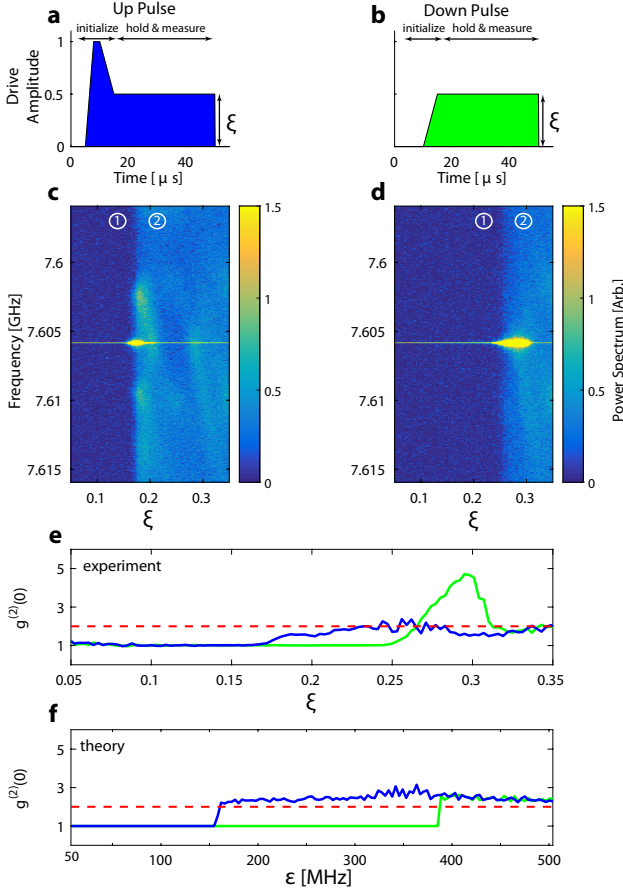 a
Up Pulse
initialize hold & measure
Drive
Amplitude
1
0.5
0
ξ
0 20 40
Time [ μ s]
b
Down Pulse
initialize hold & measure
ξ
0 20 40
Time [ μ s]
c
1 2
7.6
7.605
7.61
7.615
Frequency [GHz]
0.1 0.2 0.3
ξ
1.5
1
0.5
0
d
1 2
0.1 0.2 0.3
ξ
1.5
1
0.5
0
Power Spectrum [Arb.]
e
experiment
g⁽²⁾(0)
5
3
1
0.05 0.1 0.15 0.2 0.25 0.3 0.35
ξ
f
theory
g⁽²⁾(0)
5
3
1
50 100 200 300 400 500
ε [MHz]